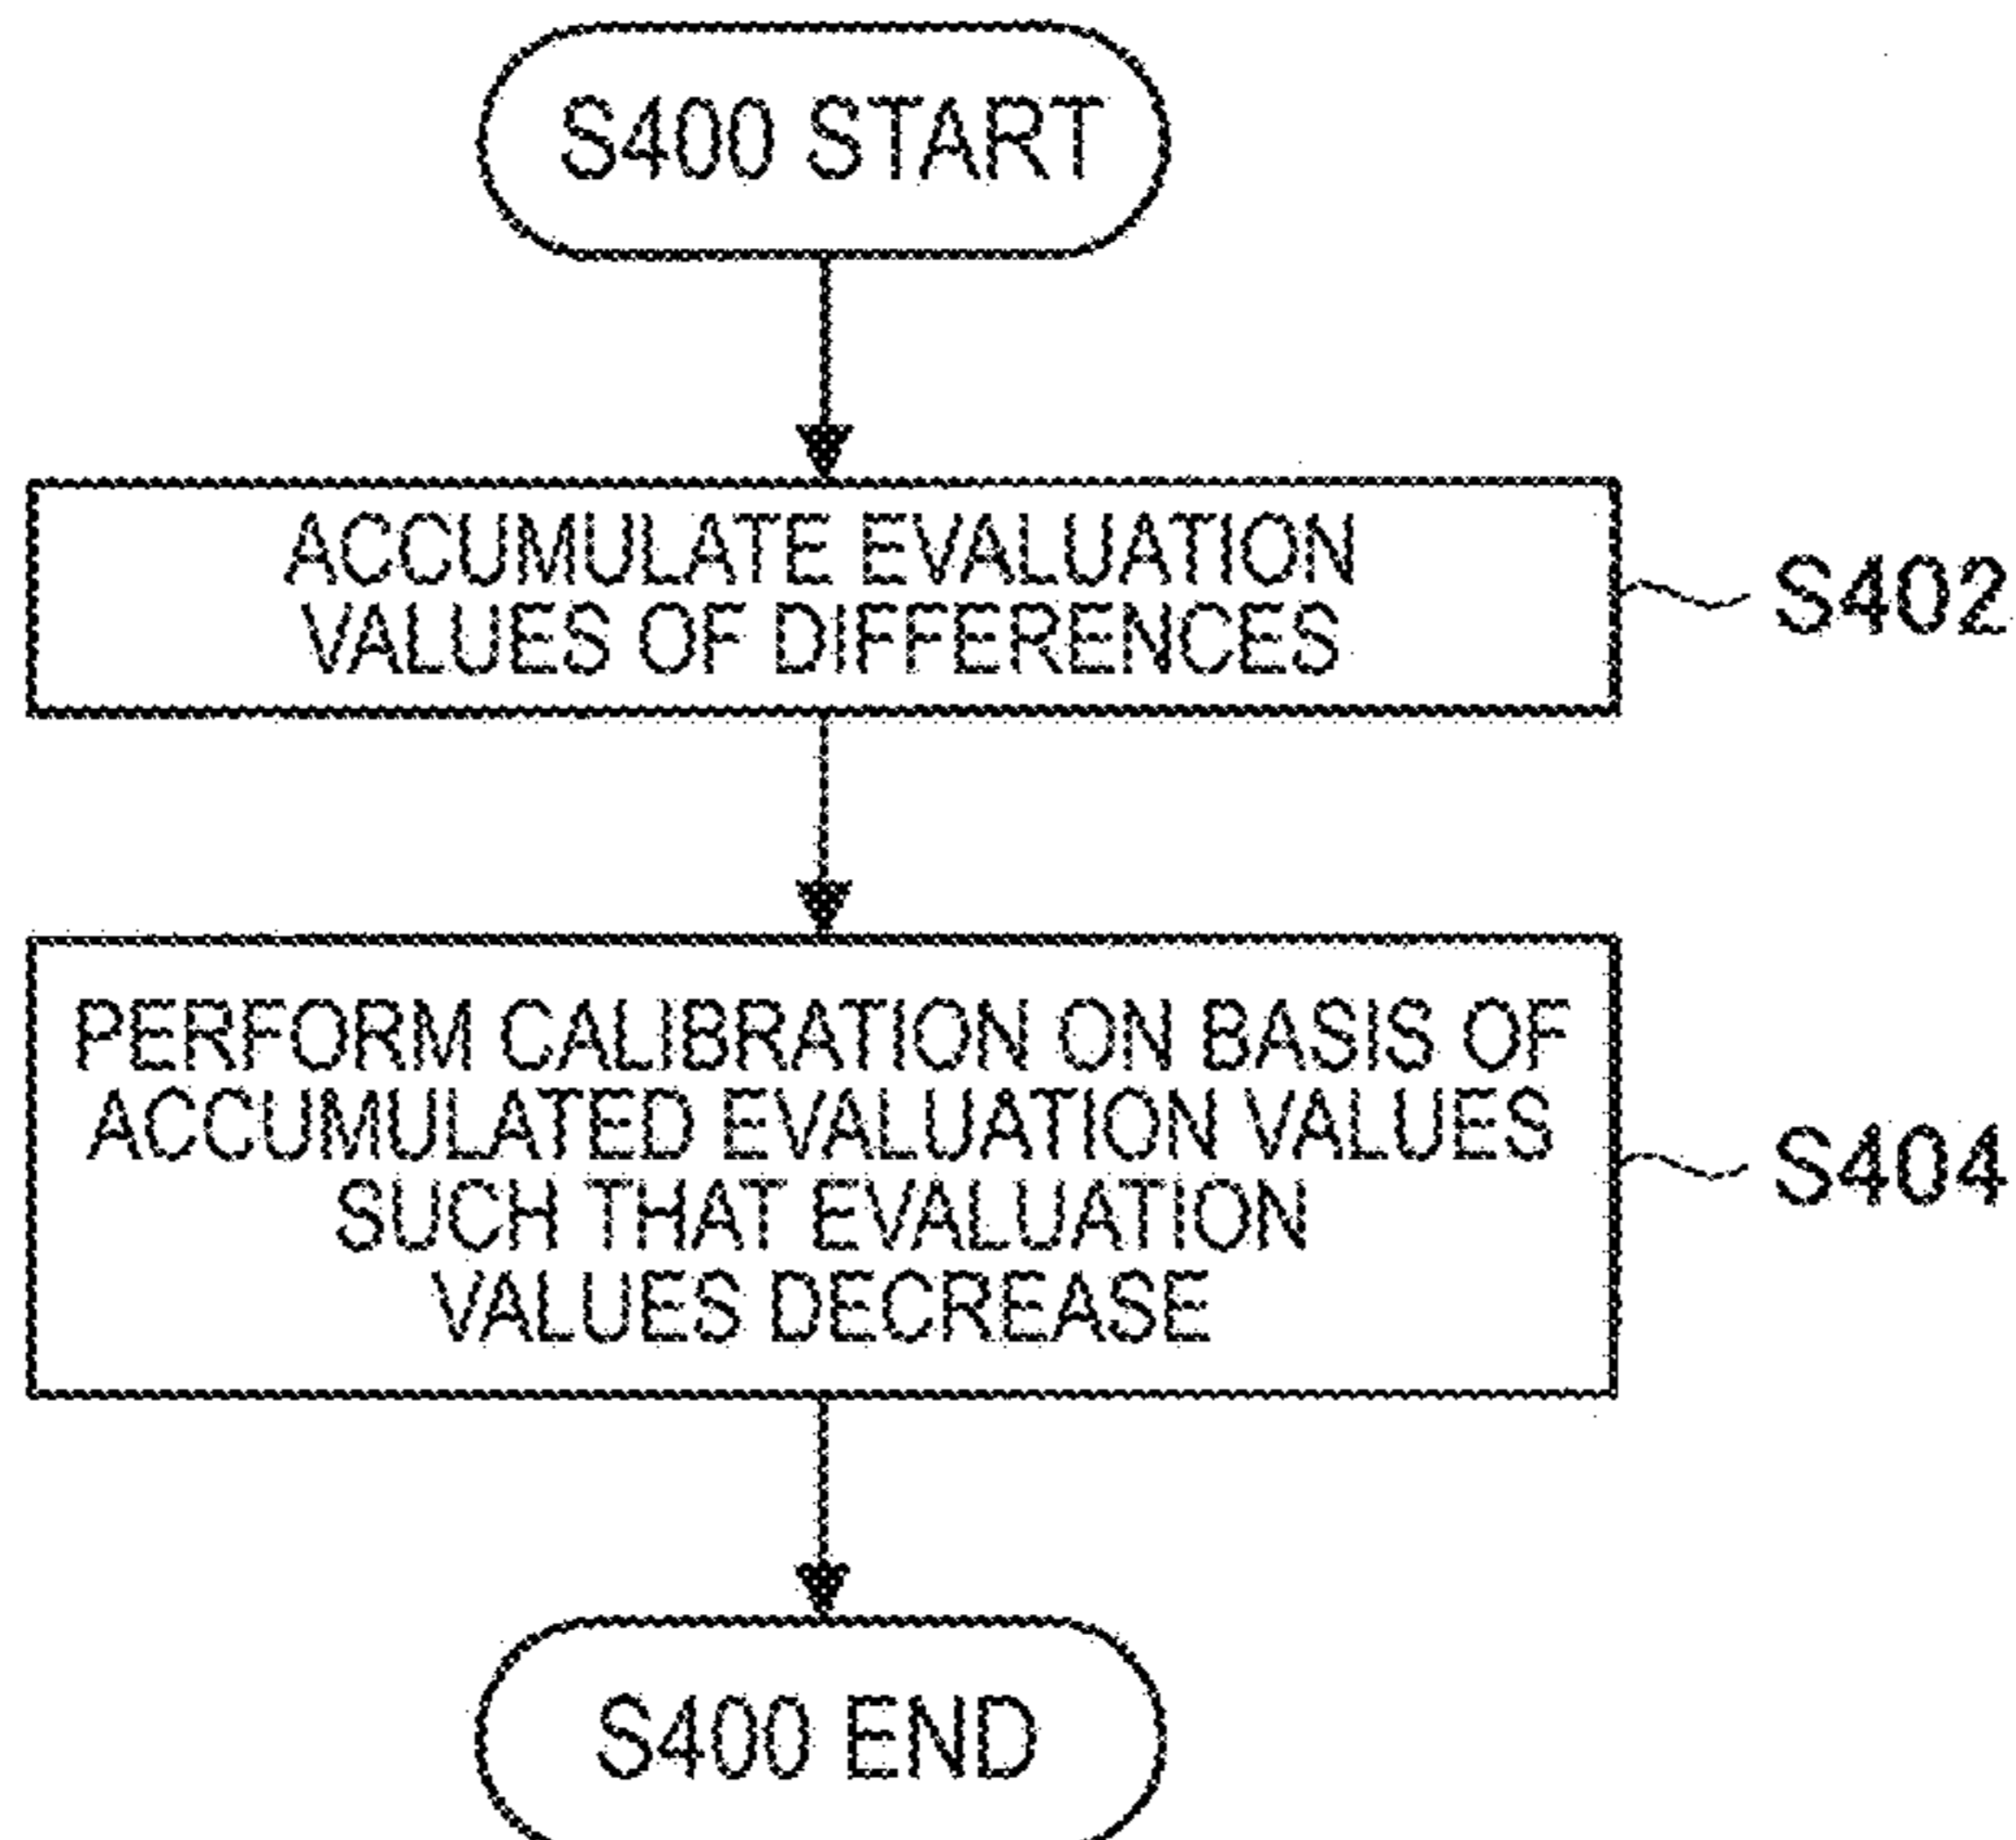 S400 START
ACCUMULATE EVALUATION
VALUES OF DIFFERENCES
S402
PERFORM CALIBRATION ON BASIS OF
ACCUMULATED EVALUATION VALUES
SUCH THAT EVALUATION
VALUES DECREASE
S404
S400 END